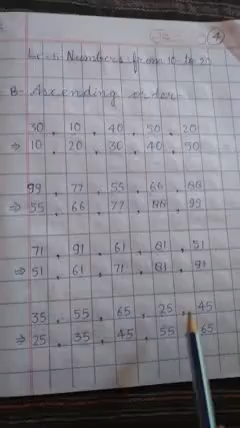 4
Numbers from 10 to 20
B- Ascending order
30, 10, 40, 50, 20
⇒ 10, 20, 30, 40, 50
99, 77, 55, 66, 88
⇒ 55, 66, 77, 88, 99
71, 91, 61, 81, 51
⇒ 51, 61, 71, 81, 91
35, 55, 65, 25, 45
⇒ 25, 35, 45, 55, 65